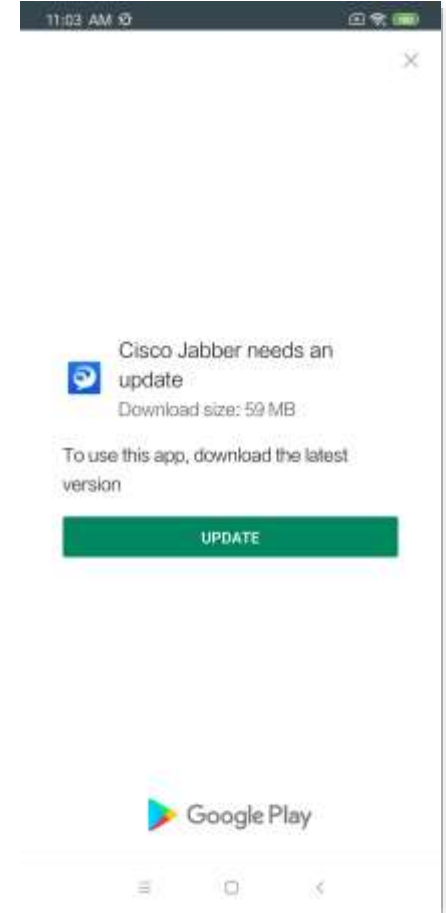 11:03 AM
Cisco Jabber needs an
update
Download size: 59 MB
To use this app, download the latest
version
UPDATE
Google Play